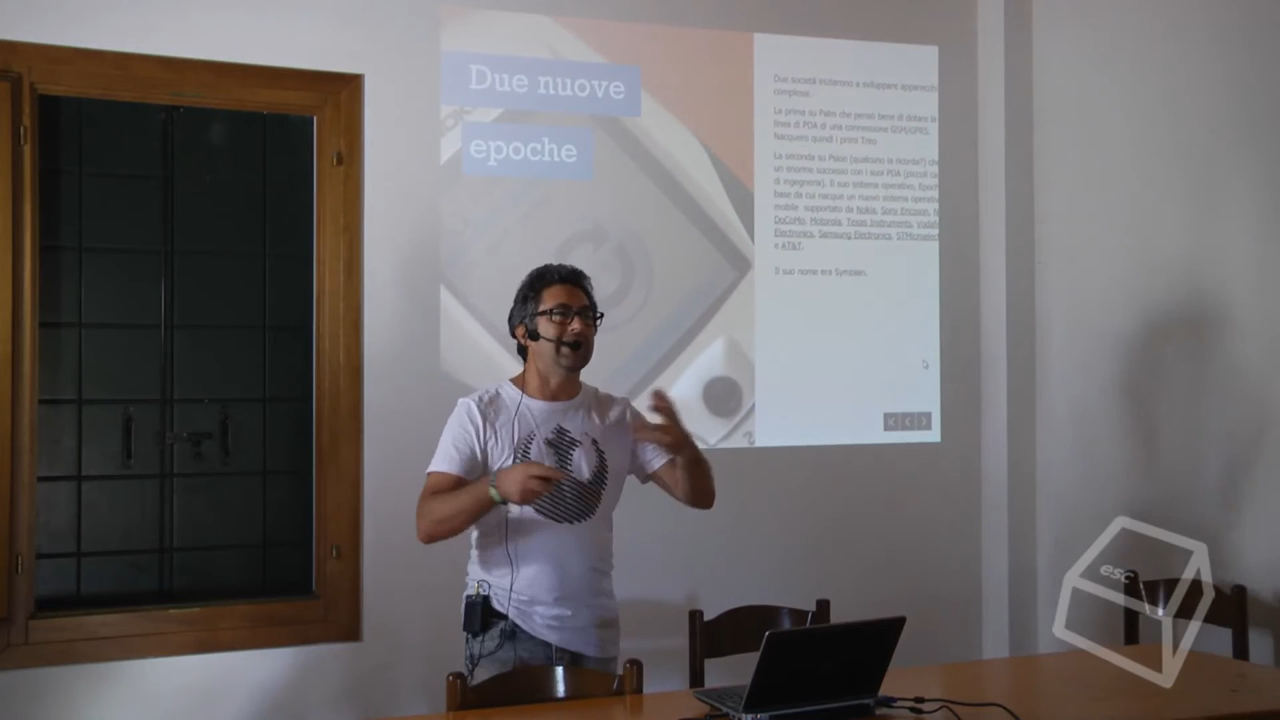 Due nuove
epoche
Due società iniziarono a sviluppare apparecchi
complessi.
La prima su Palm che pensò bene di dotare la
linea di PDA di una connessione GSM/GPRS.
Nacquero quindi i primi Treo
La seconda su Psion (qualcuno la ricorda?) che
un enorme successo con i suoi PDA (piccoli
di ingegneria). Il suo sistema operativo, Epoch
base da cui nacque un nuovo sistema
mobile supportato da Nokia, Sony Ericsson, N
DoCoMo, Motorola, Texas Instruments,
Electronics, Samsung Electronics,
e AT&T.
Il suo nome era Symbian.
esc